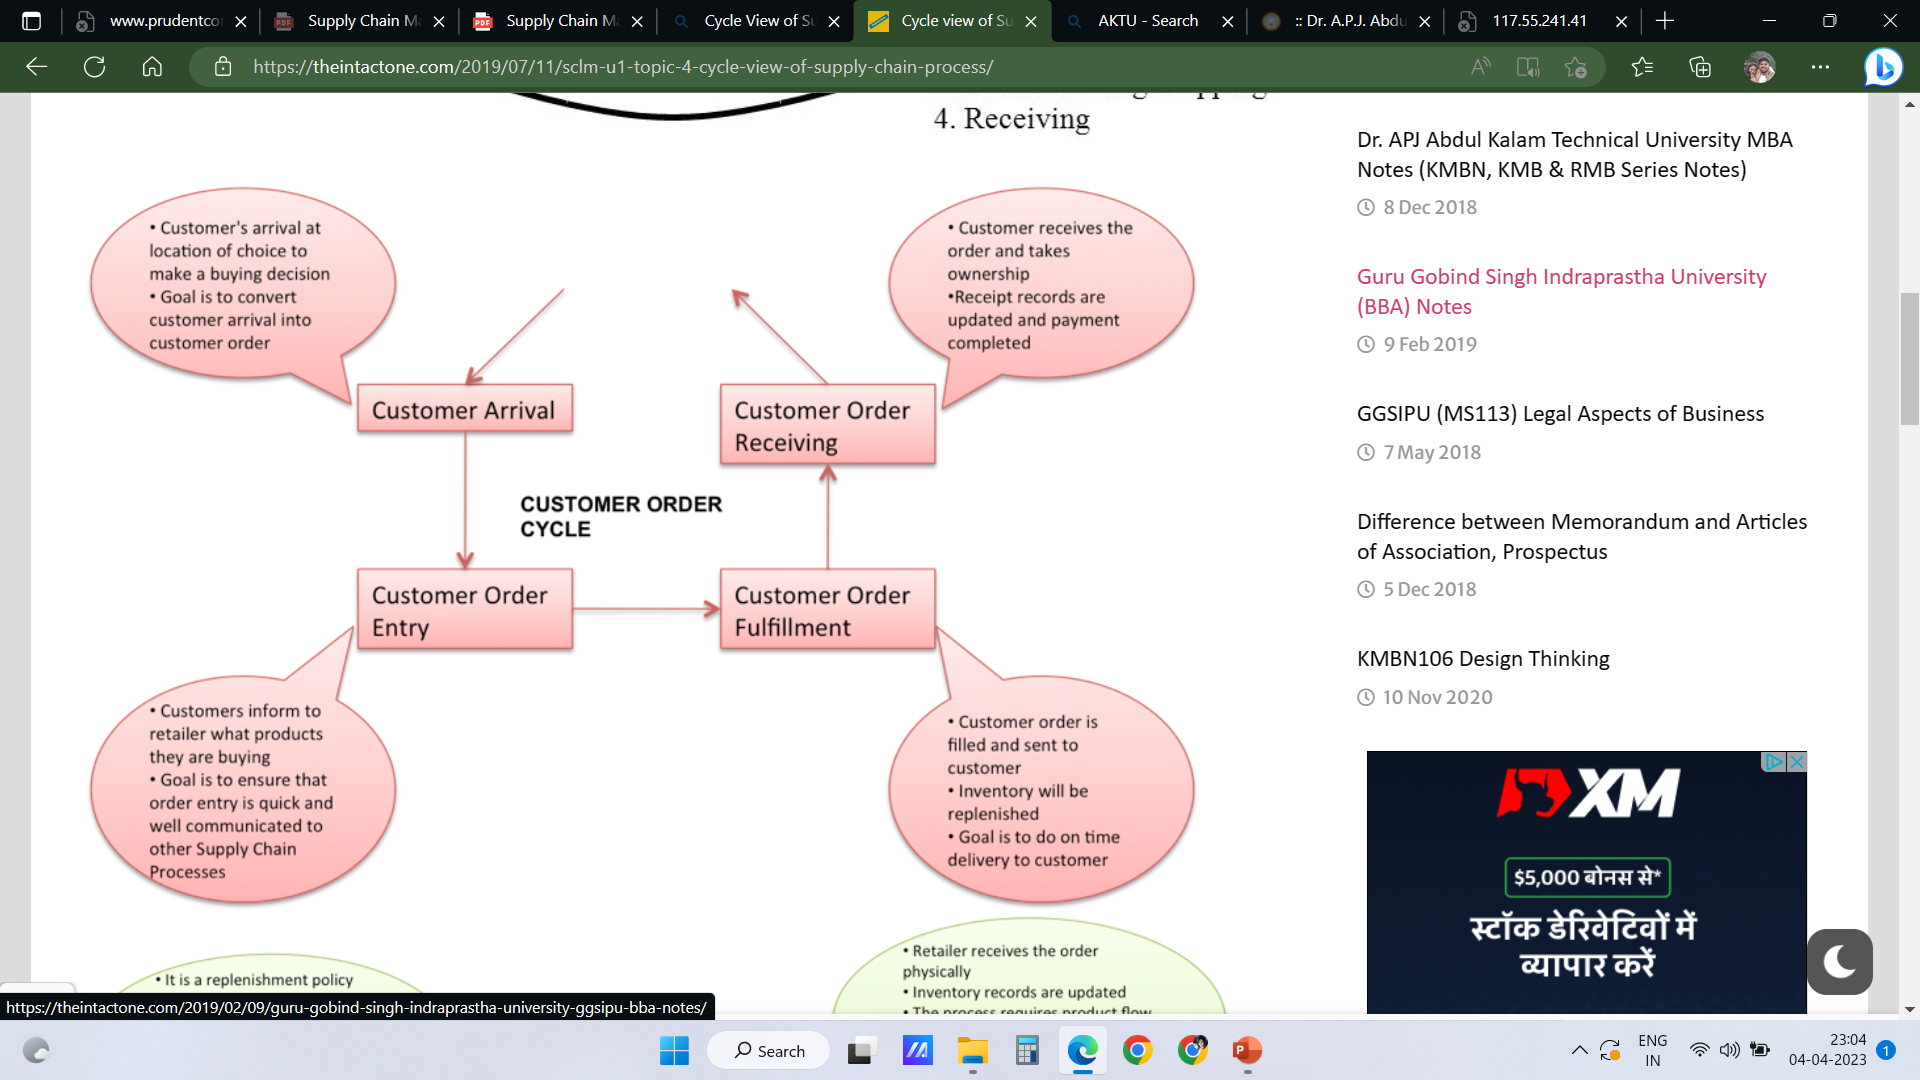 www.prudentco
Supply Chain M
Supply Chain M
Cycle View of Su
Cycle view of Su
AKTU - Search
:: Dr. A.P.J. Abdu
117.55.241.41
https://theintactone.com/2019/07/11/sclm-u1-topic-4-cycle-view-of-supply-chain-process/
4. Receiving
• Customer's arrival at
location of choice to
make a buying decision
• Goal is to convert
customer arrival into
customer order
• Customer receives the
order and takes
ownership
•Receipt records are
updated and payment
completed
Customer Arrival
Customer Order
Receiving
CUSTOMER ORDER
CYCLE
Customer Order
Entry
Customer Order
Fulfillment
• Customers inform to
retailer what products
they are buying
• Goal is to ensure that
order entry is quick and
well communicated to
other Supply Chain
Processes
• Customer order is
filled and sent to
customer
• Inventory will be
replenished
• Goal is to do on time
delivery to customer
• It is a replenishment policy
• Retailer receives the order
physically
• Inventory records are updated
• The process requires product flow
Dr. APJ Abdul Kalam Technical University MBA
Notes (KMBN, KMB & RMB Series Notes)
8 Dec 2018
Guru Gobind Singh Indraprastha University
(BBA) Notes
9 Feb 2019
GGSIPU (MS113) Legal Aspects of Business
7 May 2018
Difference between Memorandum and Articles
of Association, Prospectus
5 Dec 2018
KMBN106 Design Thinking
10 Nov 2020
XM
$5,000 बोनस से*
स्टॉक डेरिवेटिवों में
व्यापार करें
https://theintactone.com/2019/02/09/guru-gobind-singh-indraprastha-university-ggsipu-bba-notes/
Search
ENG
IN
23:04
04-04-2023
1